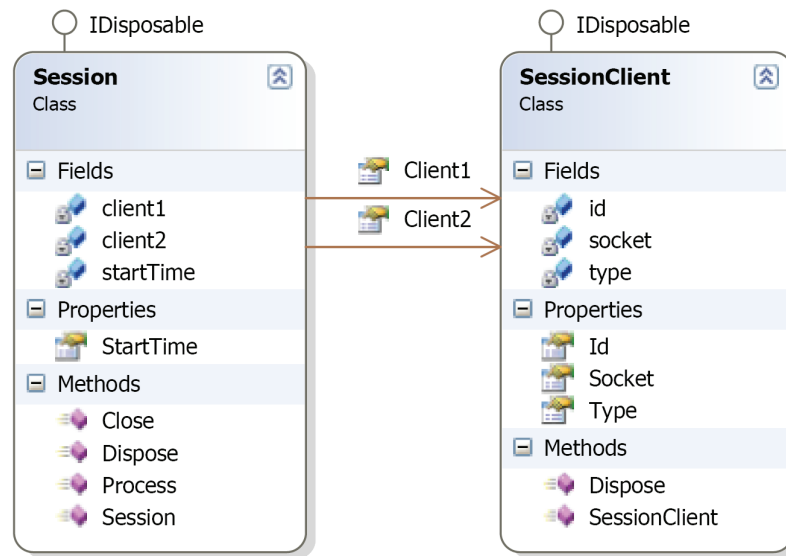 IDisposable
Session
Class
Fields
client1
client2
startTime
Properties
StartTime
Methods
Close
Dispose
Process
Session
Client1
Client2
IDisposable
SessionClient
Class
Fields
id
socket
type
Properties
Id
Socket
Type
Methods
Dispose
SessionClient